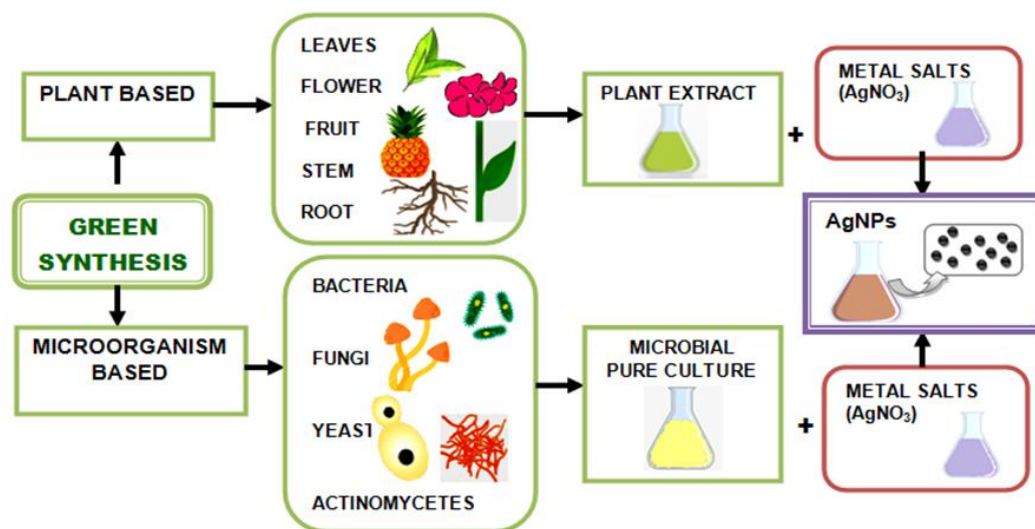 GREEN
SYNTHESIS
PLANT BASED
LEAVES
FLOWER
FRUIT
STEM
ROOT
PLANT EXTRACT
+
METAL SALTS
(AgNO₃)
AgNPs
MICROORGANISM
BASED
BACTERIA
FUNGI
YEAST
ACTINOMYCETES
MICROBIAL
PURE CULTURE
+
METAL SALTS
(AgNO₃)